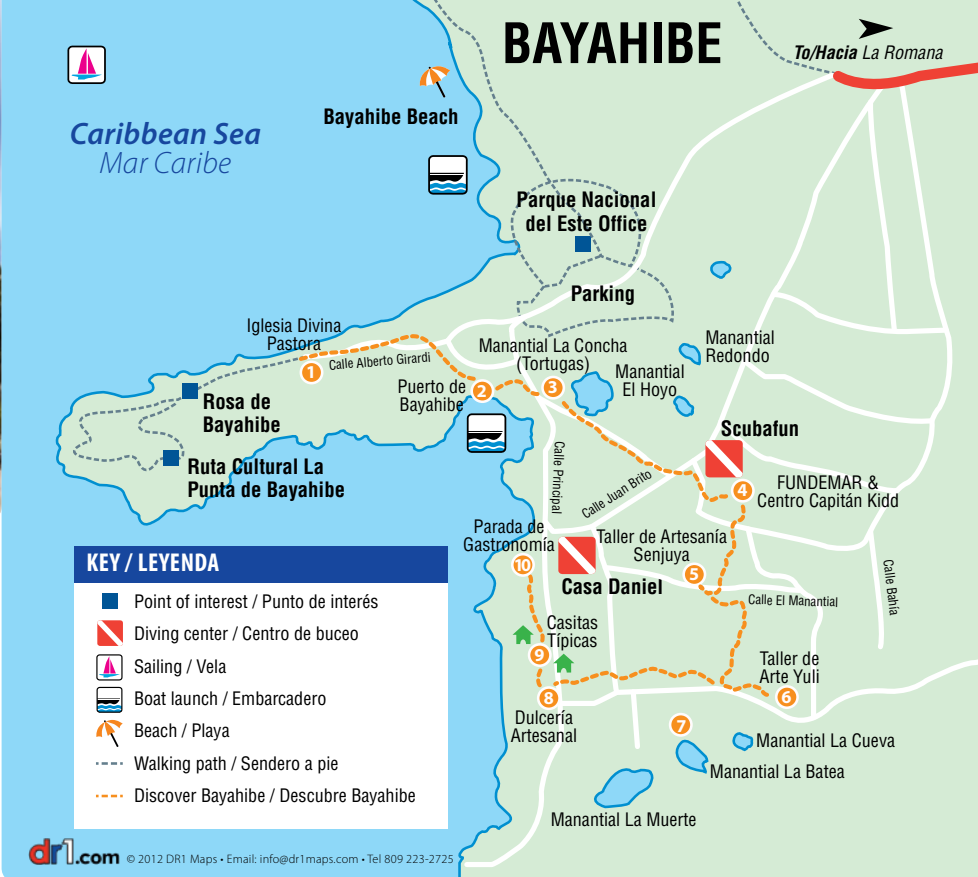 BAYAHIBE
To/Hacia La Romana
Caribbean Sea
Mar Caribe
Bayahibe Beach
Parque Nacional
del Este Office
Parking
Iglesia Divina
Pastora
1
Calle Alberto Girardi
Manantial La Concha
(Tortugas)
3
Manantial
Redondo
Manantial
El Hoyo
Puerto de
Bayahibe
2
Rosa de
Bayahibe
Ruta Cultural La
Punta de Bayahibe
Scubafun
4
FUNDEMAR &
Centro Capitán Kidd
Calle Principal
Calle Juan Brito
Parada de
Gastronomía
10
Taller de Artesanía
Senjuya
5
Casa Daniel
Calle El Manantial
Calle Bahía
Casitas
Típicas
9
Taller de
Arte Yuli
6
8
Dulcería
Artesanal
7
Manantial La Cueva
Manantial La Batea
Manantial La Muerte
KEY / LEYENDA
Point of interest / Punto de interés
Diving center / Centro de buceo
Sailing / Vela
Boat launch / Embarcadero
Beach / Playa
Walking path / Sendero a pie
Discover Bayahibe / Descubre Bayahibe
dr1.com © 2012 DR1 Maps • Email: info@dr1maps.com • Tel 809 223-2725